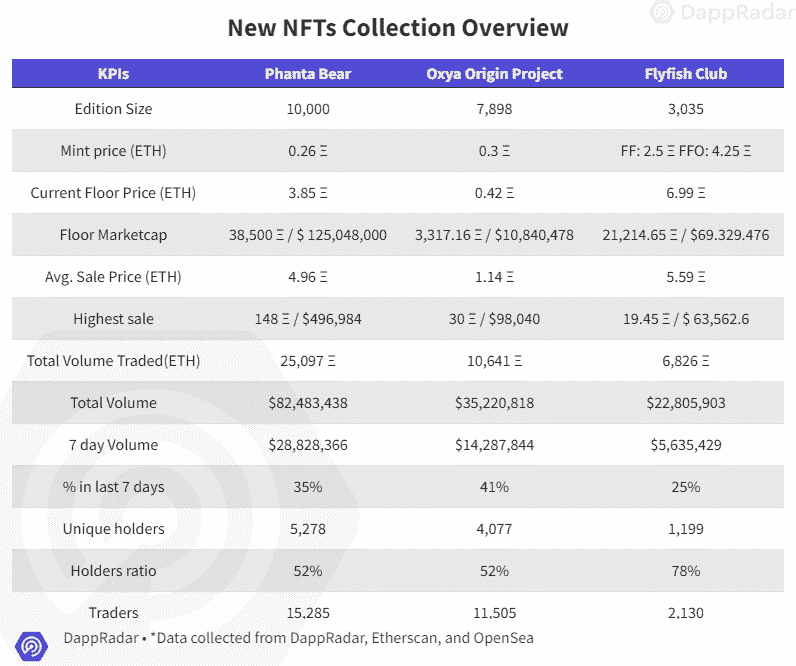 DappRadar
New NFTs Collection Overview
KPIs Phanta Bear Oxya Origin Project Flyfish Club
Edition Size 10,000 7,898 3,035
Mint price (ETH) 0.26 Ξ 0.3 Ξ FF: 2.5 Ξ FFO: 4.25 Ξ
Current Floor Price (ETH) 3.85 Ξ 0.42 Ξ 6.99 Ξ
Floor Marketcap 38,500 Ξ / $ 125,048,000 3,317.16 Ξ / $10,840,478 21,214.65 Ξ / $69.329.476
Avg. Sale Price (ETH) 4.96 Ξ 1.14 Ξ 5.59 Ξ
Highest sale 148 Ξ / $496,984 30 Ξ / $98,040 19.45 Ξ / $ 63,562.6
Total Volume Traded(ETH) 25,097 Ξ 10,641 Ξ 6,826 Ξ
Total Volume $82,483,438 $35,220,818 $22,805,903
7 day Volume $28,828,366 $14,287,844 $5,635,429
% in last 7 days 35% 41% 25%
Unique holders 5,278 4,077 1,199
Holders ratio 52% 52% 78%
Traders 15,285 11,505 2,130
DappRadar • *Data collected from DappRadar, Etherscan, and OpenSea